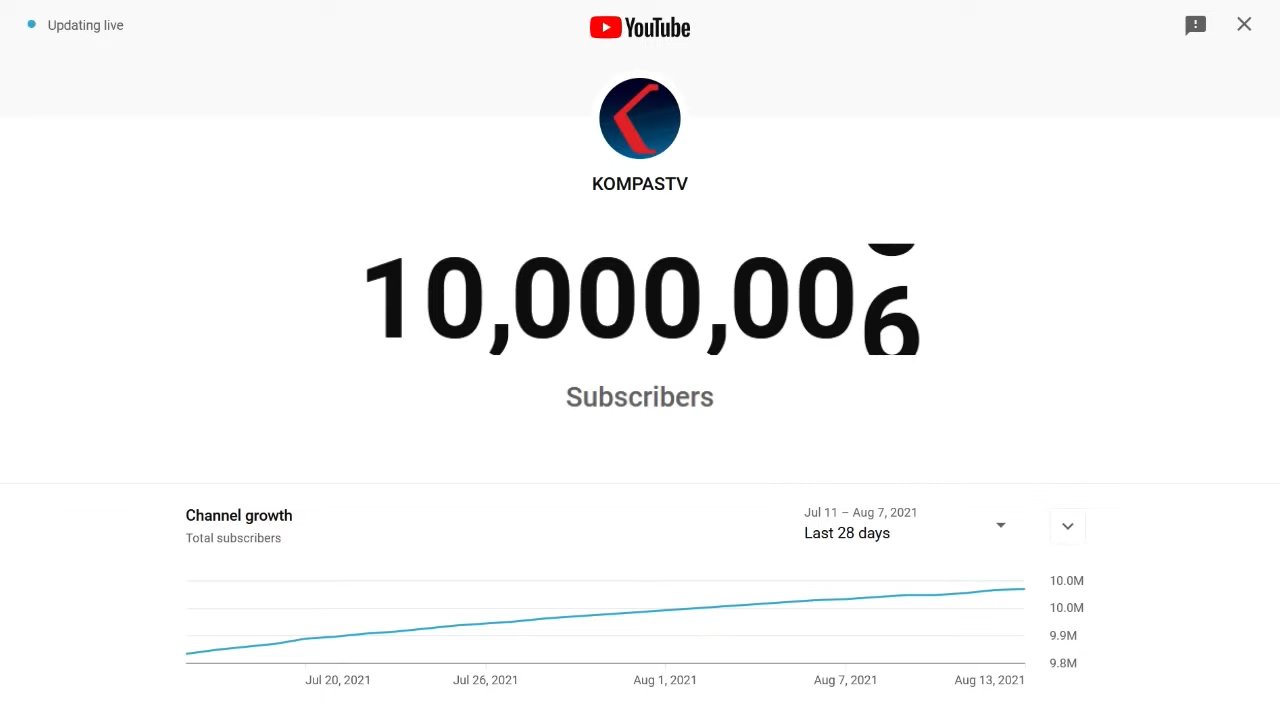 Updating live
YouTube
KOMPASTV
10,000,006
Subscribers
Channel growth
Total subscribers
Jul 11 – Aug 7, 2021
Last 28 days
10.0M
10.0M
9.9M
9.8M
Jul 20, 2021
Jul 26, 2021
Aug 1, 2021
Aug 7, 2021
Aug 13, 2021